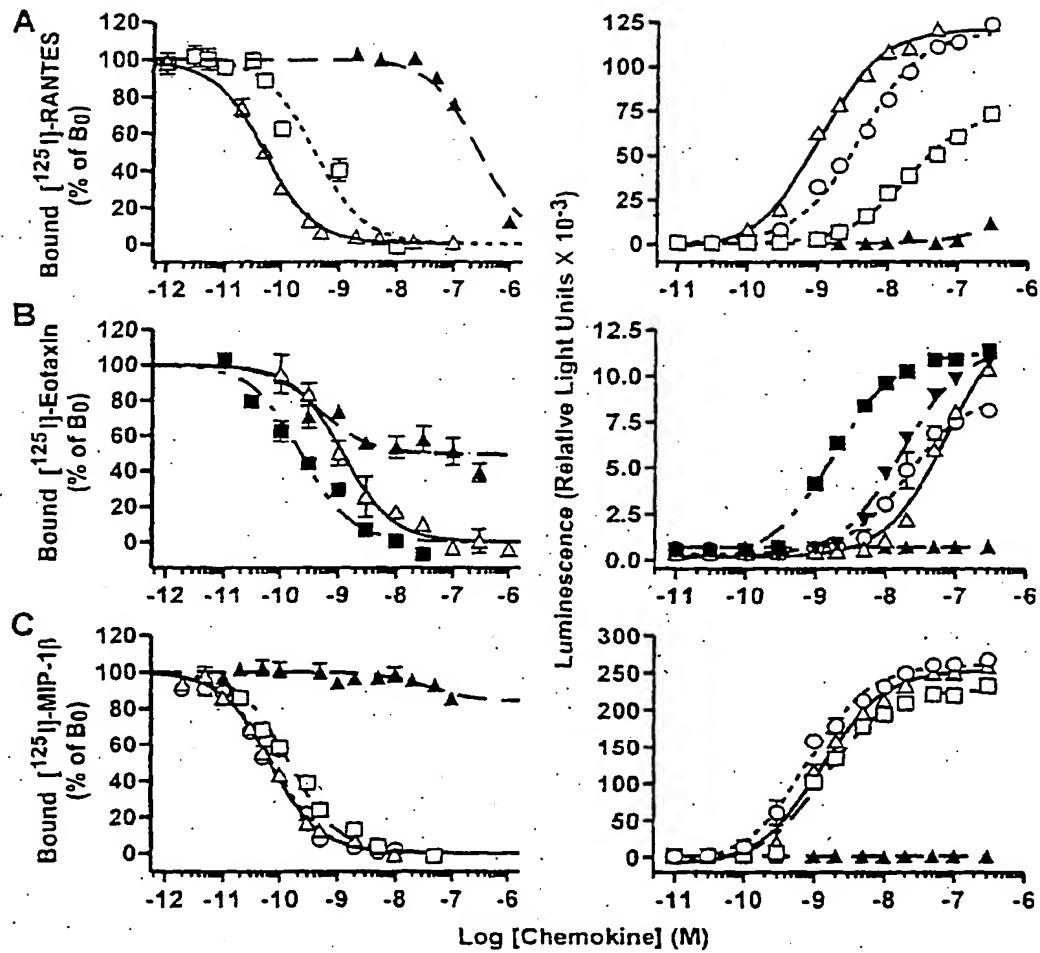 A
Bound [125I]-RANTES
(% of B0)
120
100
80
60
40
20
0
-12 -11 -10 -9 -8 -7 -6
125
100
75
50
25
0
-11 -10 -9 -8 -7 -6
B
Bound [125I]-Eotaxin
(% of B0)
120
100
80
60
40
20
0
-12 -11 -10 -9 -8 -7 -6
Luminescence (Relative Light Units X 10-3)
12.5
10.0
7.5
5.0
2.5
0.0
-11 -10 -9 -8 -7 -6
C
Bound [125I]-MIP-1β
(% of B0)
120
100
80
60
40
20
0
-12 -11 -10 -9 -8 -7 -6
300
250
200
150
100
50
0
-11 -10 -9 -8 -7 -6
Log [Chemokine] (M)